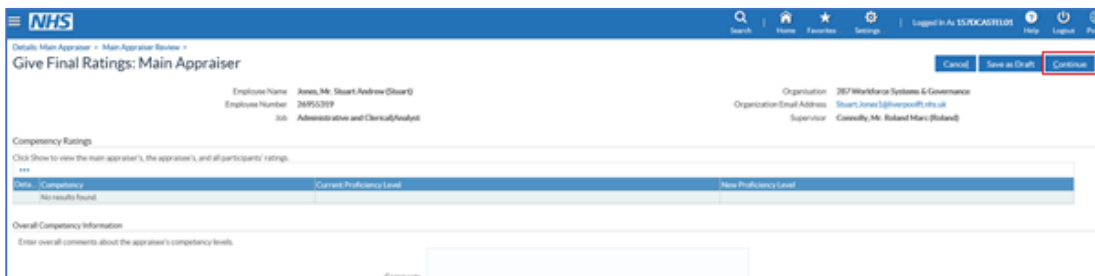 NHS
Search Home Favorites Settings Logged In As 157DCASTEL01 Help Logout
Details: Main Appraiser > Main Appraiser Review >
Give Final Ratings: Main Appraiser
Cancel Save as Draft Continue
Employee Name Jones, Mr. Stuart Andrew (Stuart) Organisation 287 Workforce Systems & Governance
Employee Number 26955359 Organization Email Address Stuart.Jones1@liverpoolft.nhs.uk
Job Administrative and Clerical|Analyst Supervisor Connolly, Mr. Roland Marc (Roland)
Competency Ratings
Click Show to view the main appraiser's, the appraisee's, and all participants' ratings.
Deta... Competency Current Proficiency Level New Proficiency Level
No results found.
Overall Competency Information
Enter overall comments about the appraisee's competency levels.